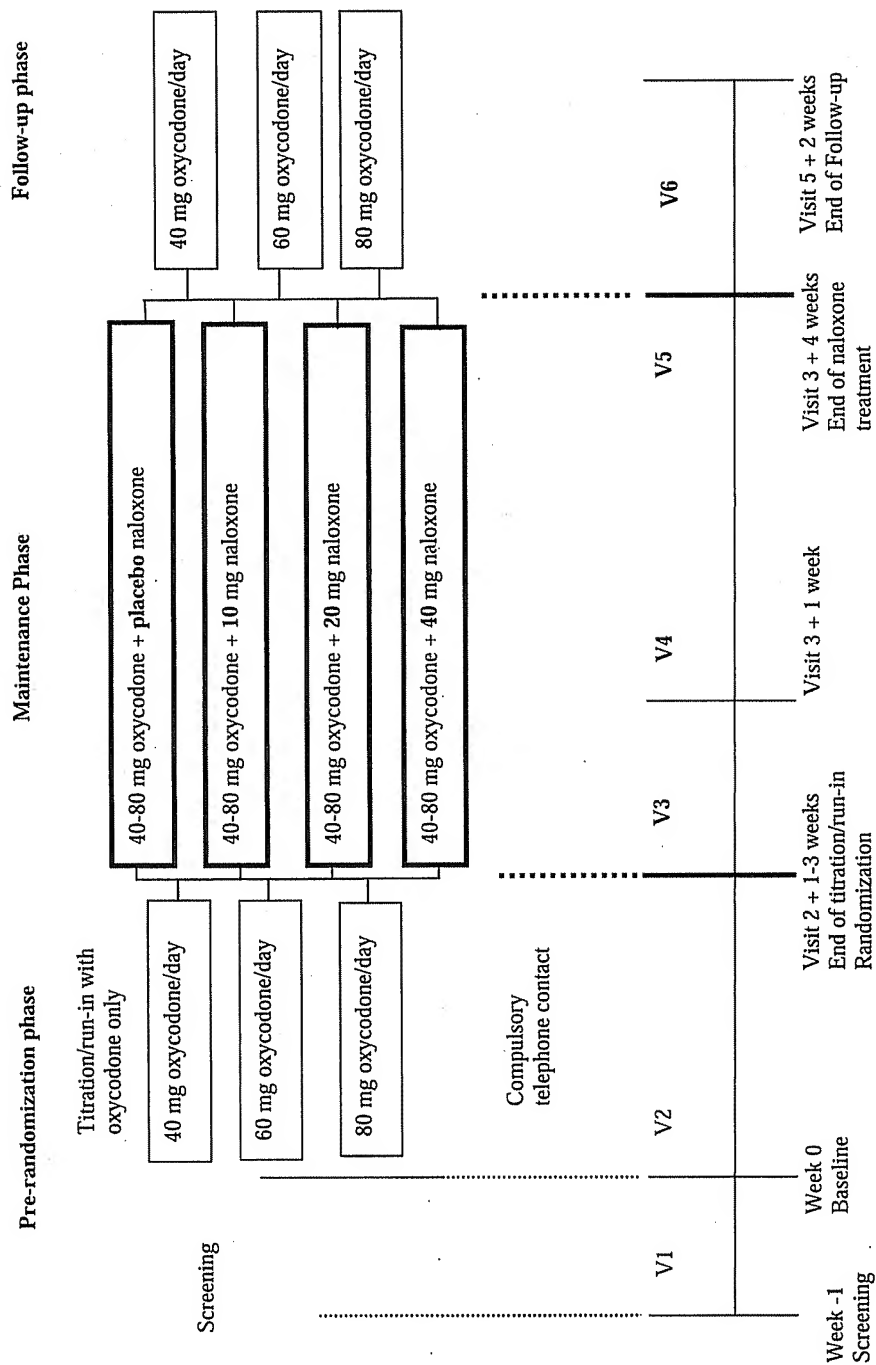 Pre-randomization phase
Maintenance Phase
Follow-up phase
Screening
Titration/run-in with
oxycodone only
40 mg oxycodone/day
60 mg oxycodone/day
80 mg oxycodone/day
40-80 mg oxycodone + placebo naloxone
40-80 mg oxycodone + 10 mg naloxone
40-80 mg oxycodone + 20 mg naloxone
40-80 mg oxycodone + 40 mg naloxone
40 mg oxycodone/day
60 mg oxycodone/day
80 mg oxycodone/day
Compulsory
telephone contact
V1
V2
V3
V4
V5
V6
Week -1
Screening
Week 0
Baseline
Visit 2 + 1-3 weeks
End of titration/run-in
Randomization
Visit 3 + 1 week
Visit 3 + 4 weeks
End of naloxone
treatment
Visit 5 + 2 weeks
End of Follow-up